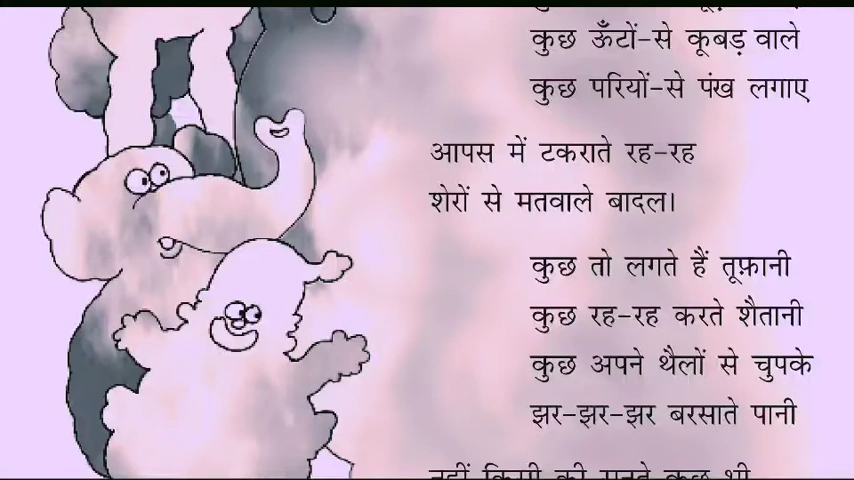 कुछ ऊँटों-से कूबड़ वाले
कुछ परियों-से पंख लगाए
आपस में टकराते रह-रह
शेरों से मतवाले बादल।
कुछ तो लगते हैं तूफ़ानी
कुछ रह-रह करते शैतानी
कुछ अपने थैलों से चुपके
झर-झर-झर बरसाते पानी